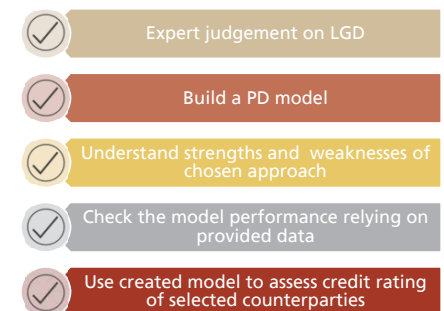 Expert judgement on LGD
Build a PD model
Understand strengths and weaknesses of
chosen approach
Check the model performance relying on
provided data
Use created model to assess credit rating
of selected counterparties